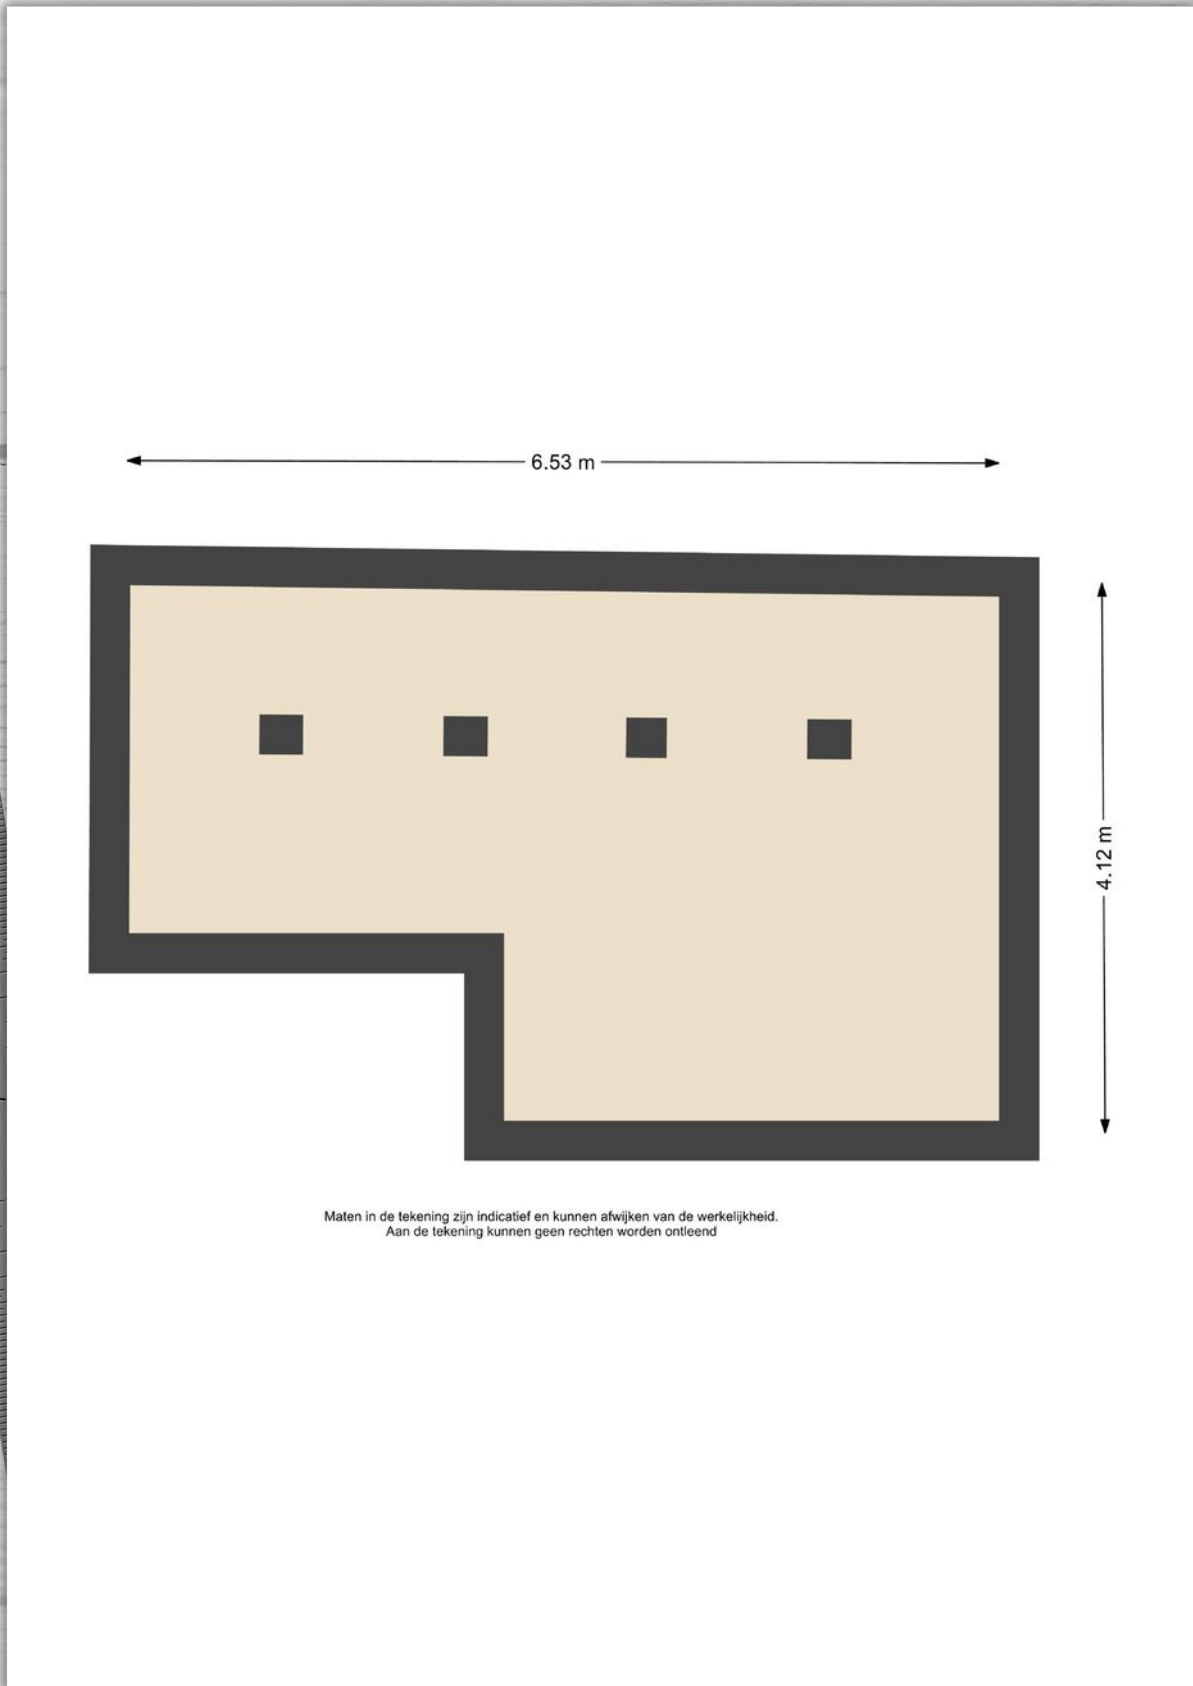 6.53 m
4.12 m
Maten in de tekening zijn indicatief en kunnen afwijken van de werkelijkheid.
Aan de tekening kunnen geen rechten worden ontleend